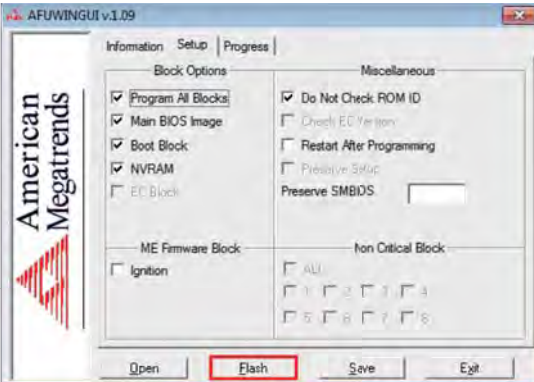 AFUWINGUI v.1.09
American
Megatrends
Information Setup Progress
Block Options
Program All Blocks
Main BIOS Image
Boot Block
NVRAM
EC Block
Miscellaneous
Do Not Check ROM ID
Check EC Version
Restart After Programming
Preserve Setup
Preserve SMBIOS
ME Firmware Block
Ignition
Non Critical Block
ALL
1 2 3 4
5 6 7 8
Open Flash Save Exit